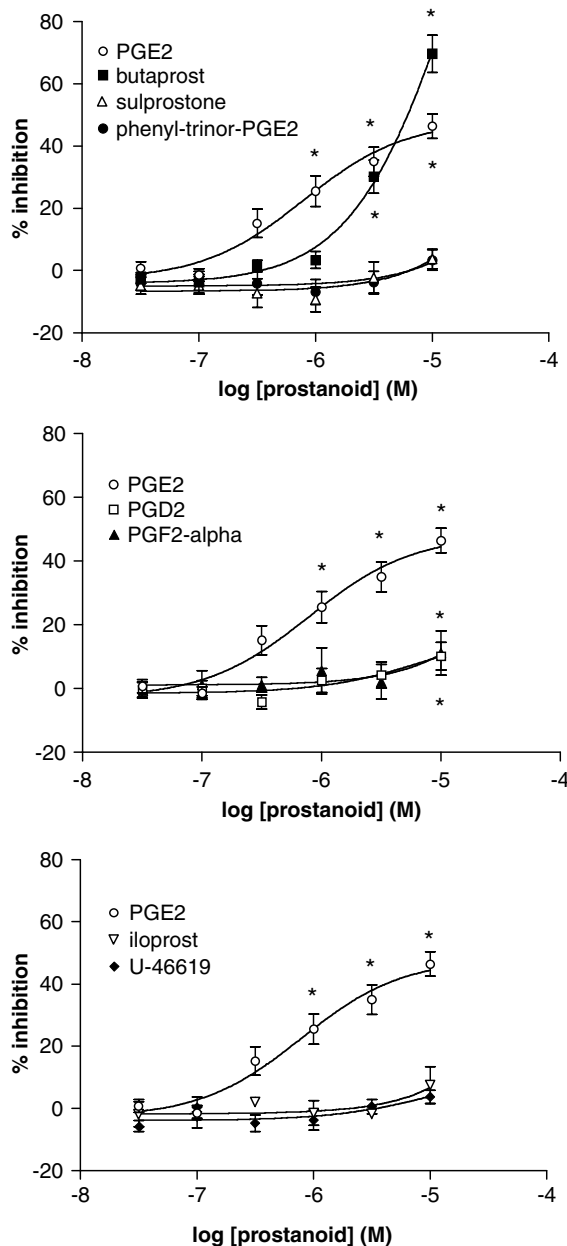 80
60
40
20
0
-20
% inhibition
PGE2
butaprost
sulprostone
phenyl-trinor-PGE2
*
*
*
*
*
*
-8
-7
-6
-5
-4
log [prostanoid] (M)
80
60
40
20
0
-20
% inhibition
PGE2
PGD2
PGF2-alpha
*
*
*
*
*
-8
-7
-6
-5
-4
log [prostanoid] (M)
80
60
40
20
0
-20
% inhibition
PGE2
iloprost
U-46619
*
*
*
-8
-7
-6
-5
-4
log [prostanoid] (M)